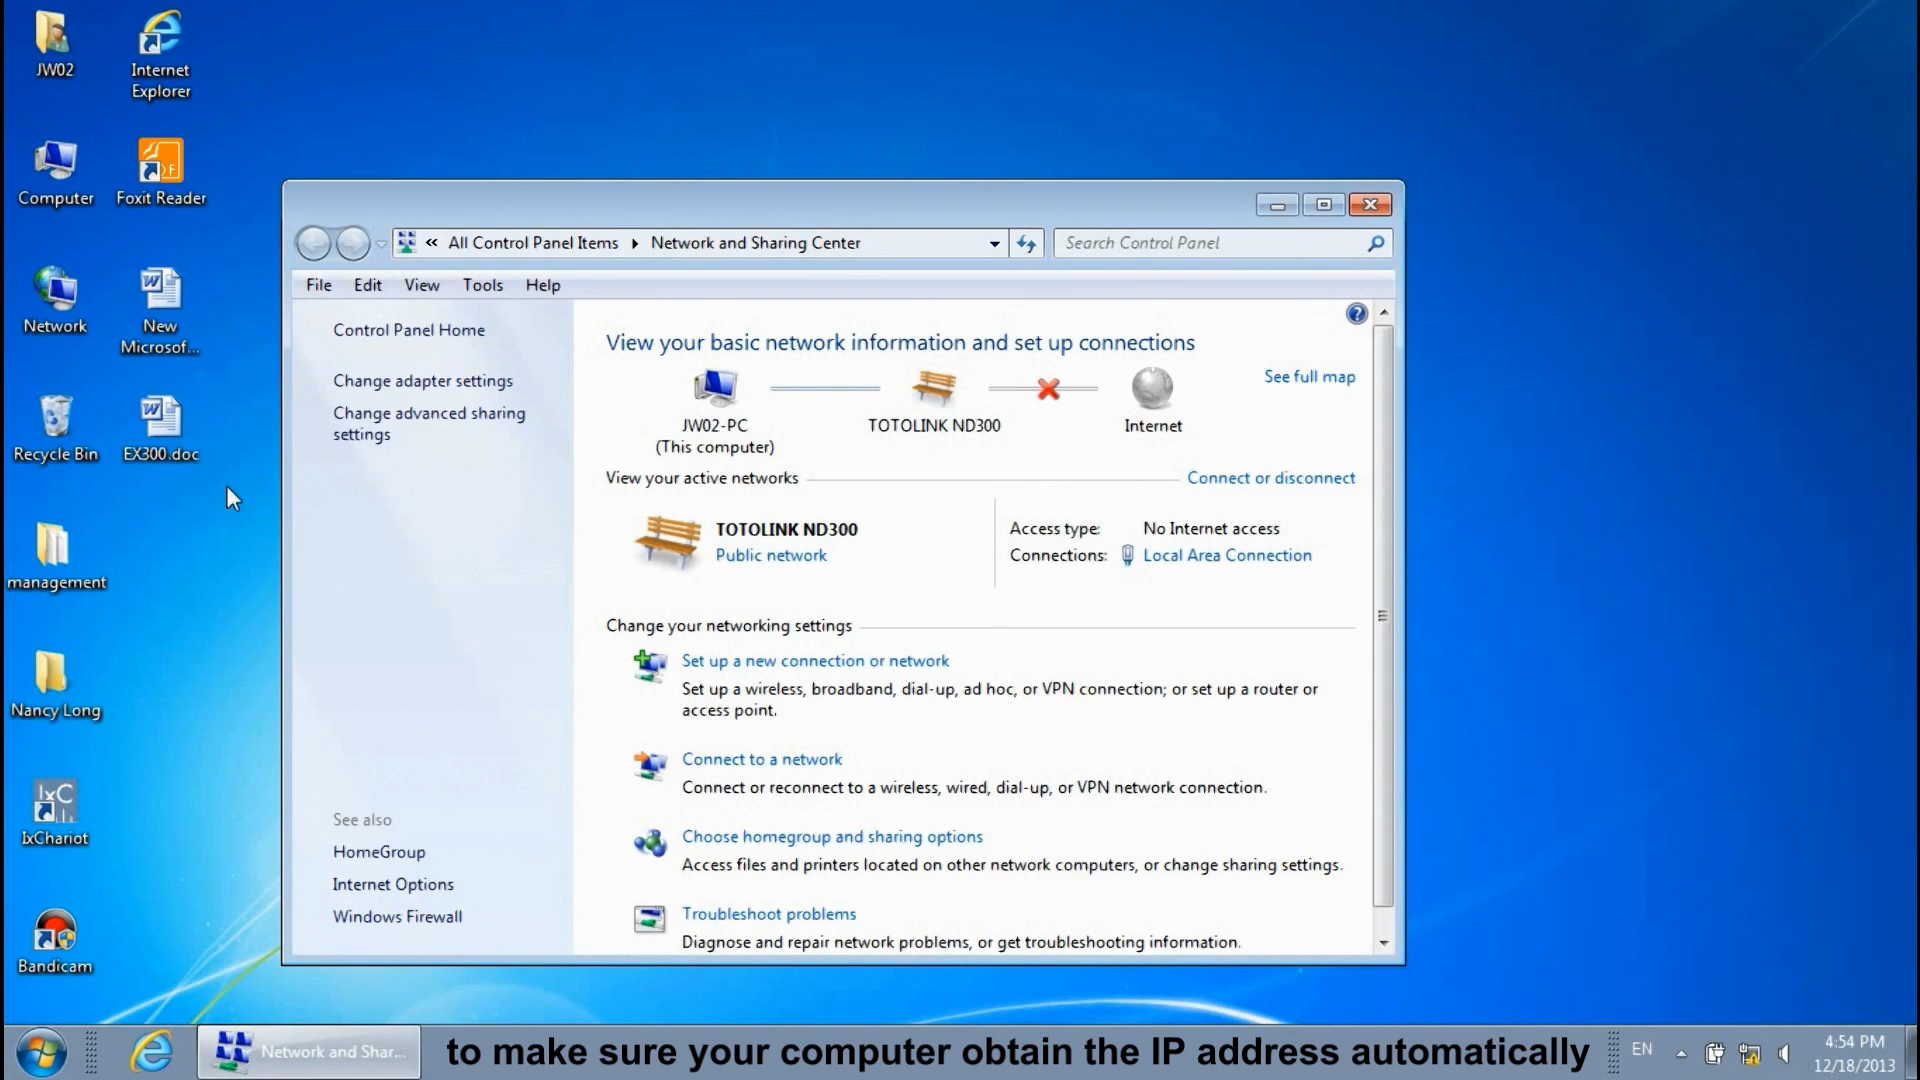 JW02
Internet
Explorer
Computer
Foxit Reader
Network
New
Microsof...
Recycle Bin
EX300.doc
management
Nancy Long
IxC
IxChariot
Bandicam
« All Control Panel Items Network and Sharing Center
Search Control Panel
File Edit View Tools Help
Control Panel Home
Change adapter settings
Change advanced sharing
settings
See also
HomeGroup
Internet Options
Windows Firewall
View your basic network information and set up connections
See full map
JW02-PC
(This computer)
TOTOLINK ND300
Internet
View your active networks
Connect or disconnect
TOTOLINK ND300
Public network
Access type: No Internet access
Connections: Local Area Connection
Change your networking settings
Set up a new connection or network
Set up a wireless, broadband, dial-up, ad hoc, or VPN connection; or set up a router or
access point.
Connect to a network
Connect or reconnect to a wireless, wired, dial-up, or VPN network connection.
Choose homegroup and sharing options
Access files and printers located on other network computers, or change sharing settings.
Troubleshoot problems
Diagnose and repair network problems, or get troubleshooting information.
Network and Shar...
to make sure your computer obtain the IP address automatically
EN
4:54 PM
12/18/2013